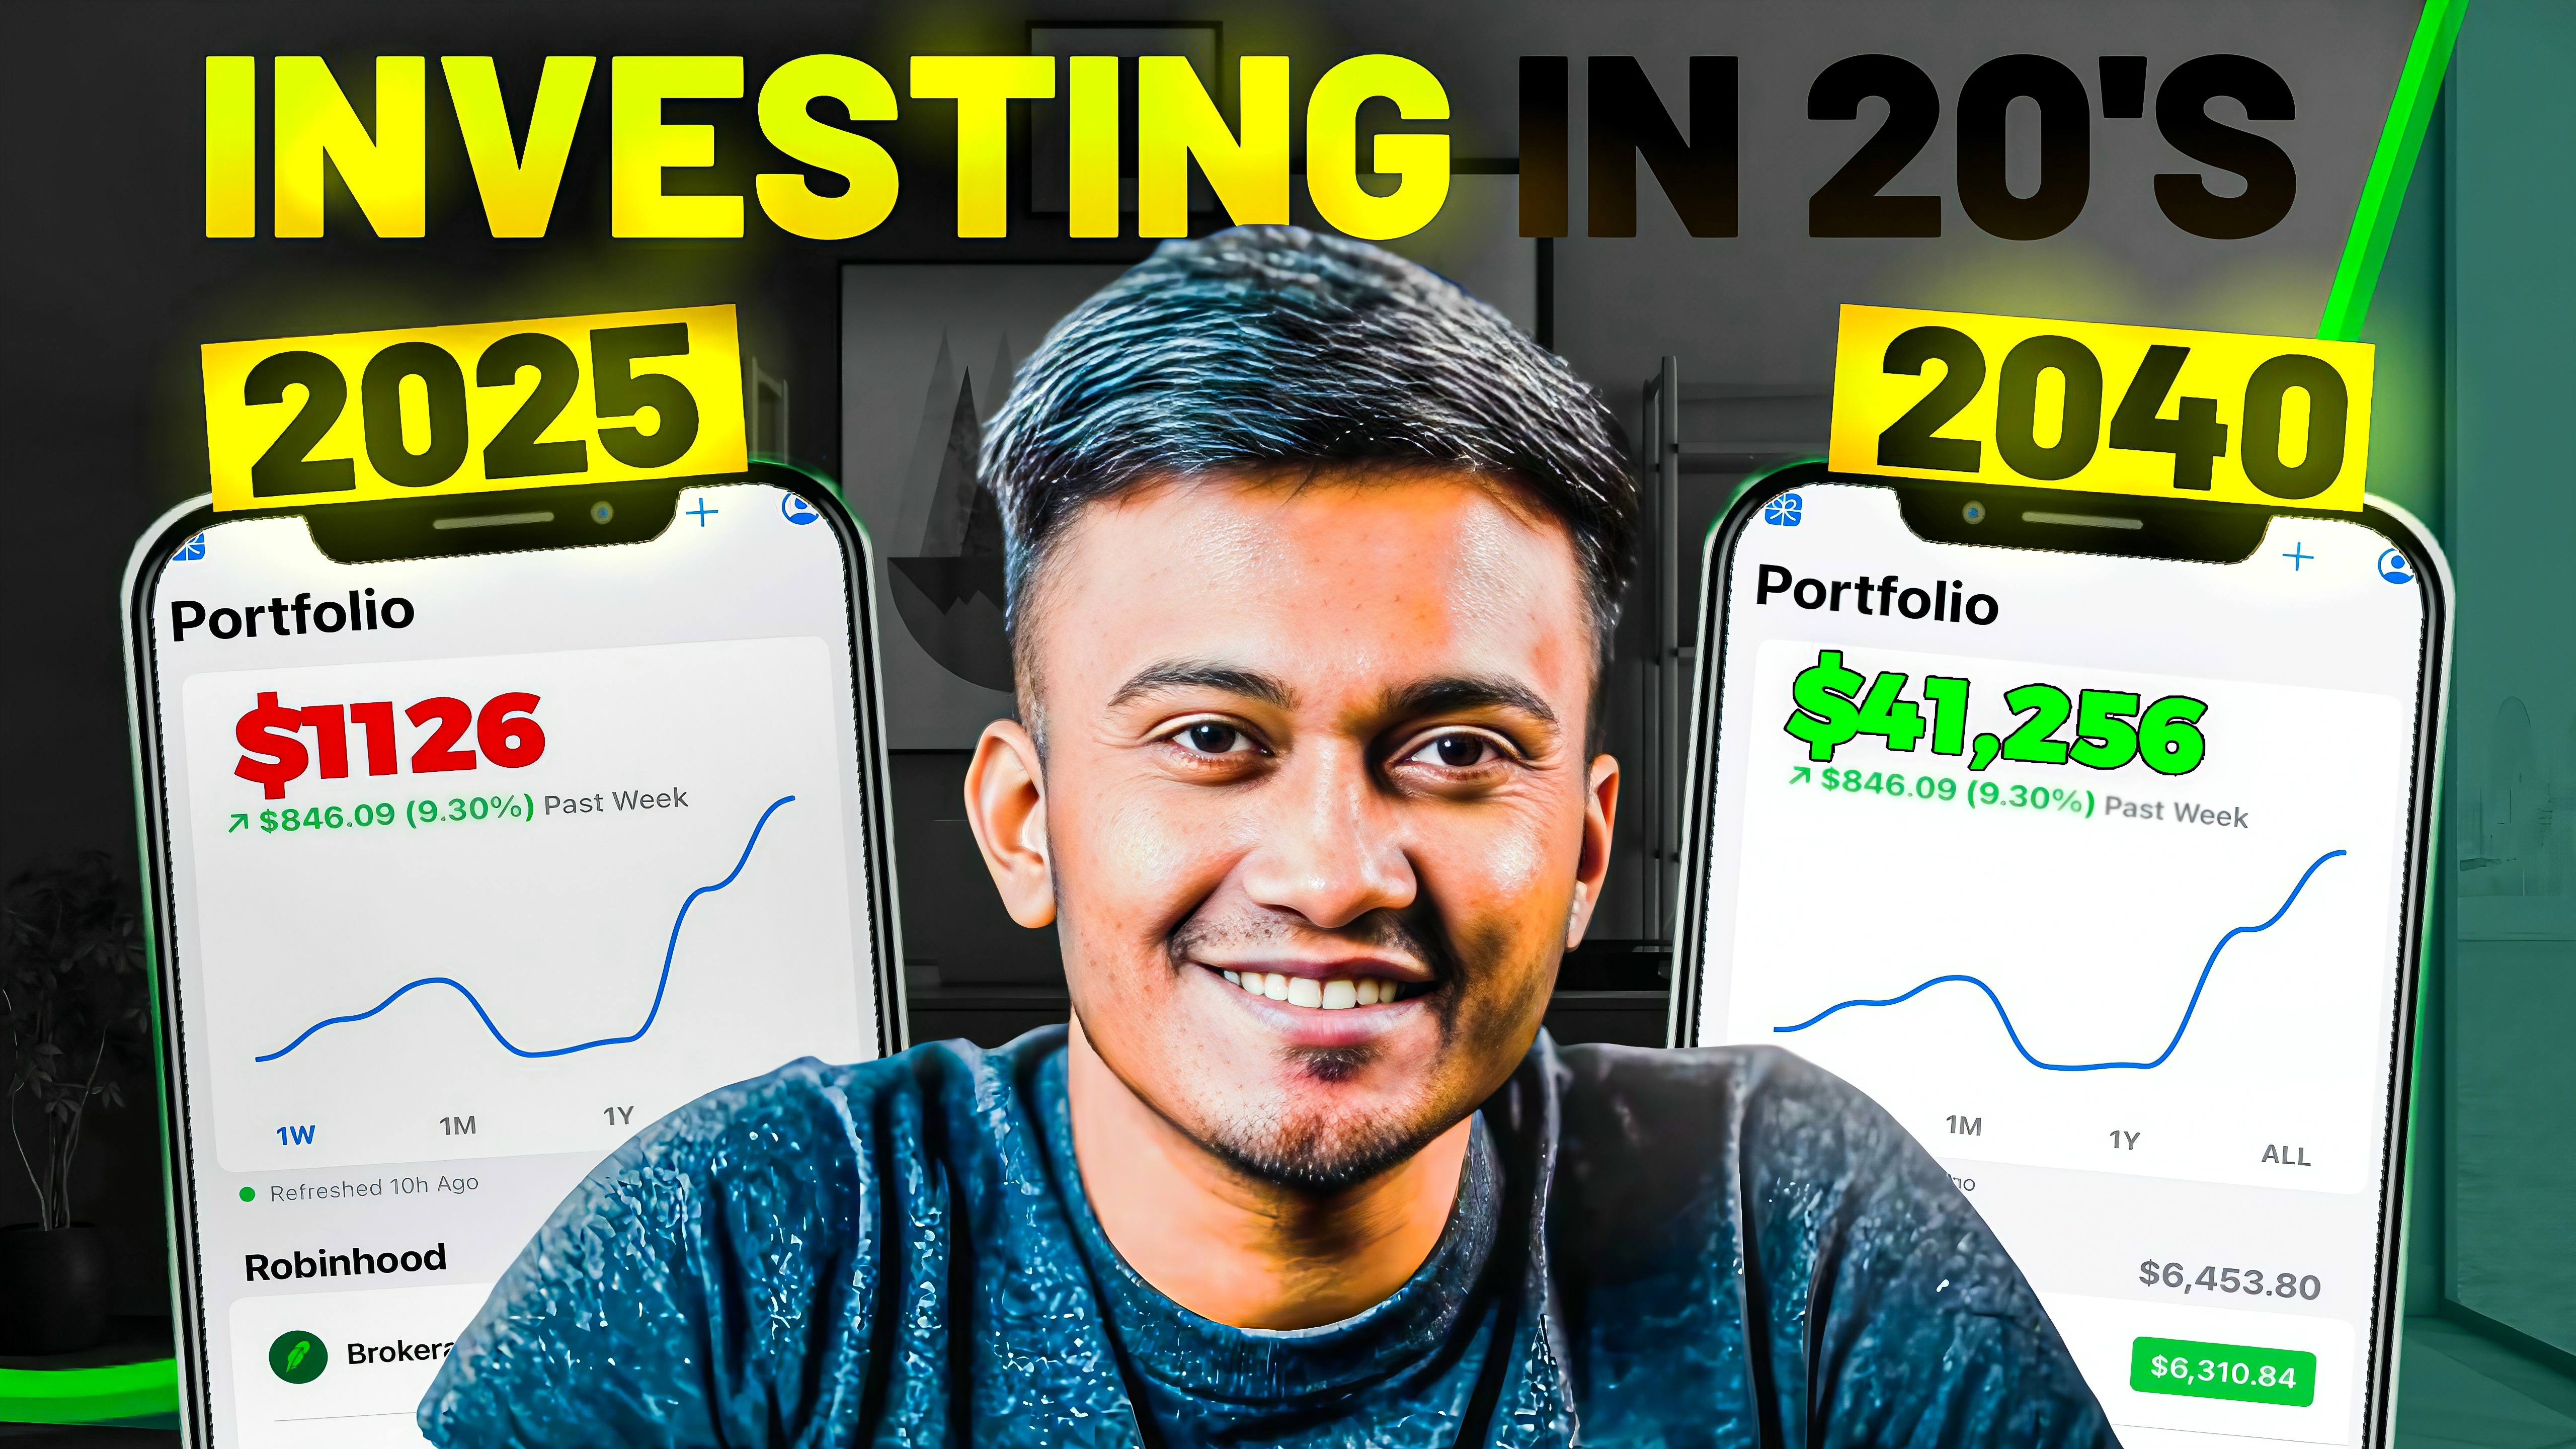 INVESTING IN 20'S
2025
Portfolio
$1126
↗ $846.09 (9.30%) Past Week
1W 1M 1Y
Refreshed 10h Ago
Robinhood
2040
Portfolio
$41,256
↗ $846.09 (9.30%) Past Week
1M 1Y ALL
$6,453.80
$6,310.84